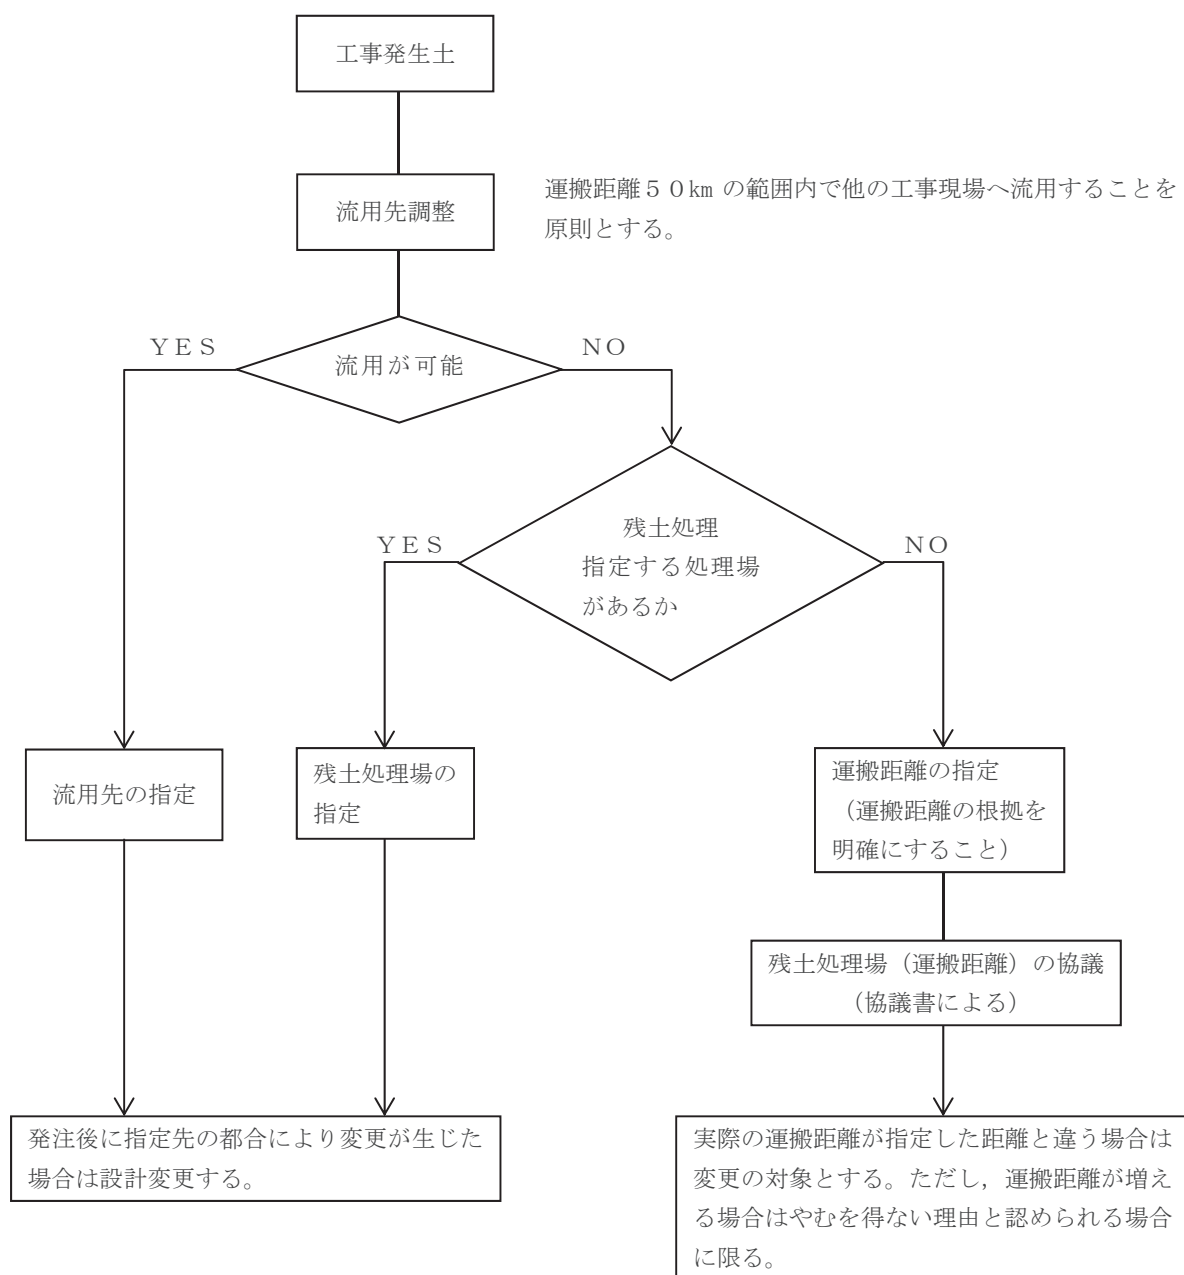 工事発生土
流用先調整
運搬距離５０㎞の範囲内で他の工事現場へ流用することを
原則とする。
ＹＥＳ
流用が可能
ＮＯ
ＹＥＳ
残土処理
指定する処理場
があるか
ＮＯ
流用先の指定
残土処理場の
指定
運搬距離の指定
（運搬距離の根拠を
明確にすること）
残土処理場（運搬距離）の協議
（協議書による）
発注後に指定先の都合により変更が生じた
場合は設計変更する。
実際の運搬距離が指定した距離と違う場合は
変更の対象とする。ただし，運搬距離が増え
る場合はやむを得ない理由と認められる場合
に限る。